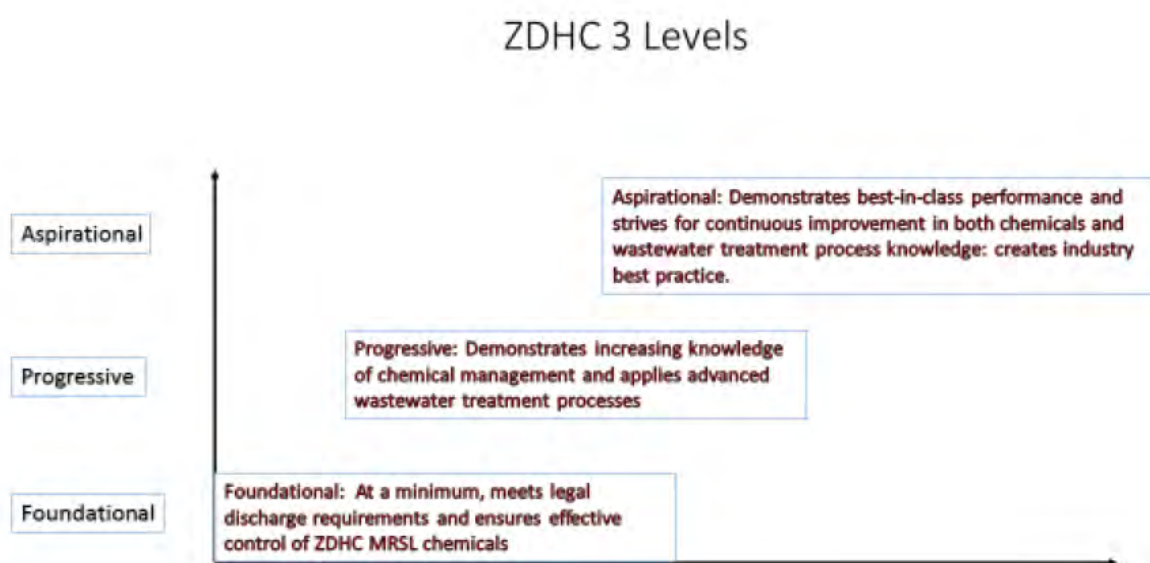 ZDHC 3 Levels
Aspirational
Aspirational: Demonstrates best-in-class performance and
strives for continuous improvement in both chemicals and
wastewater treatment process knowledge: creates industry
best practice.
Progressive
Progressive: Demonstrates increasing knowledge
of chemical management and applies advanced
wastewater treatment processes
Foundational
Foundational: At a minimum, meets legal
discharge requirements and ensures effective
control of ZDHC MRSL chemicals